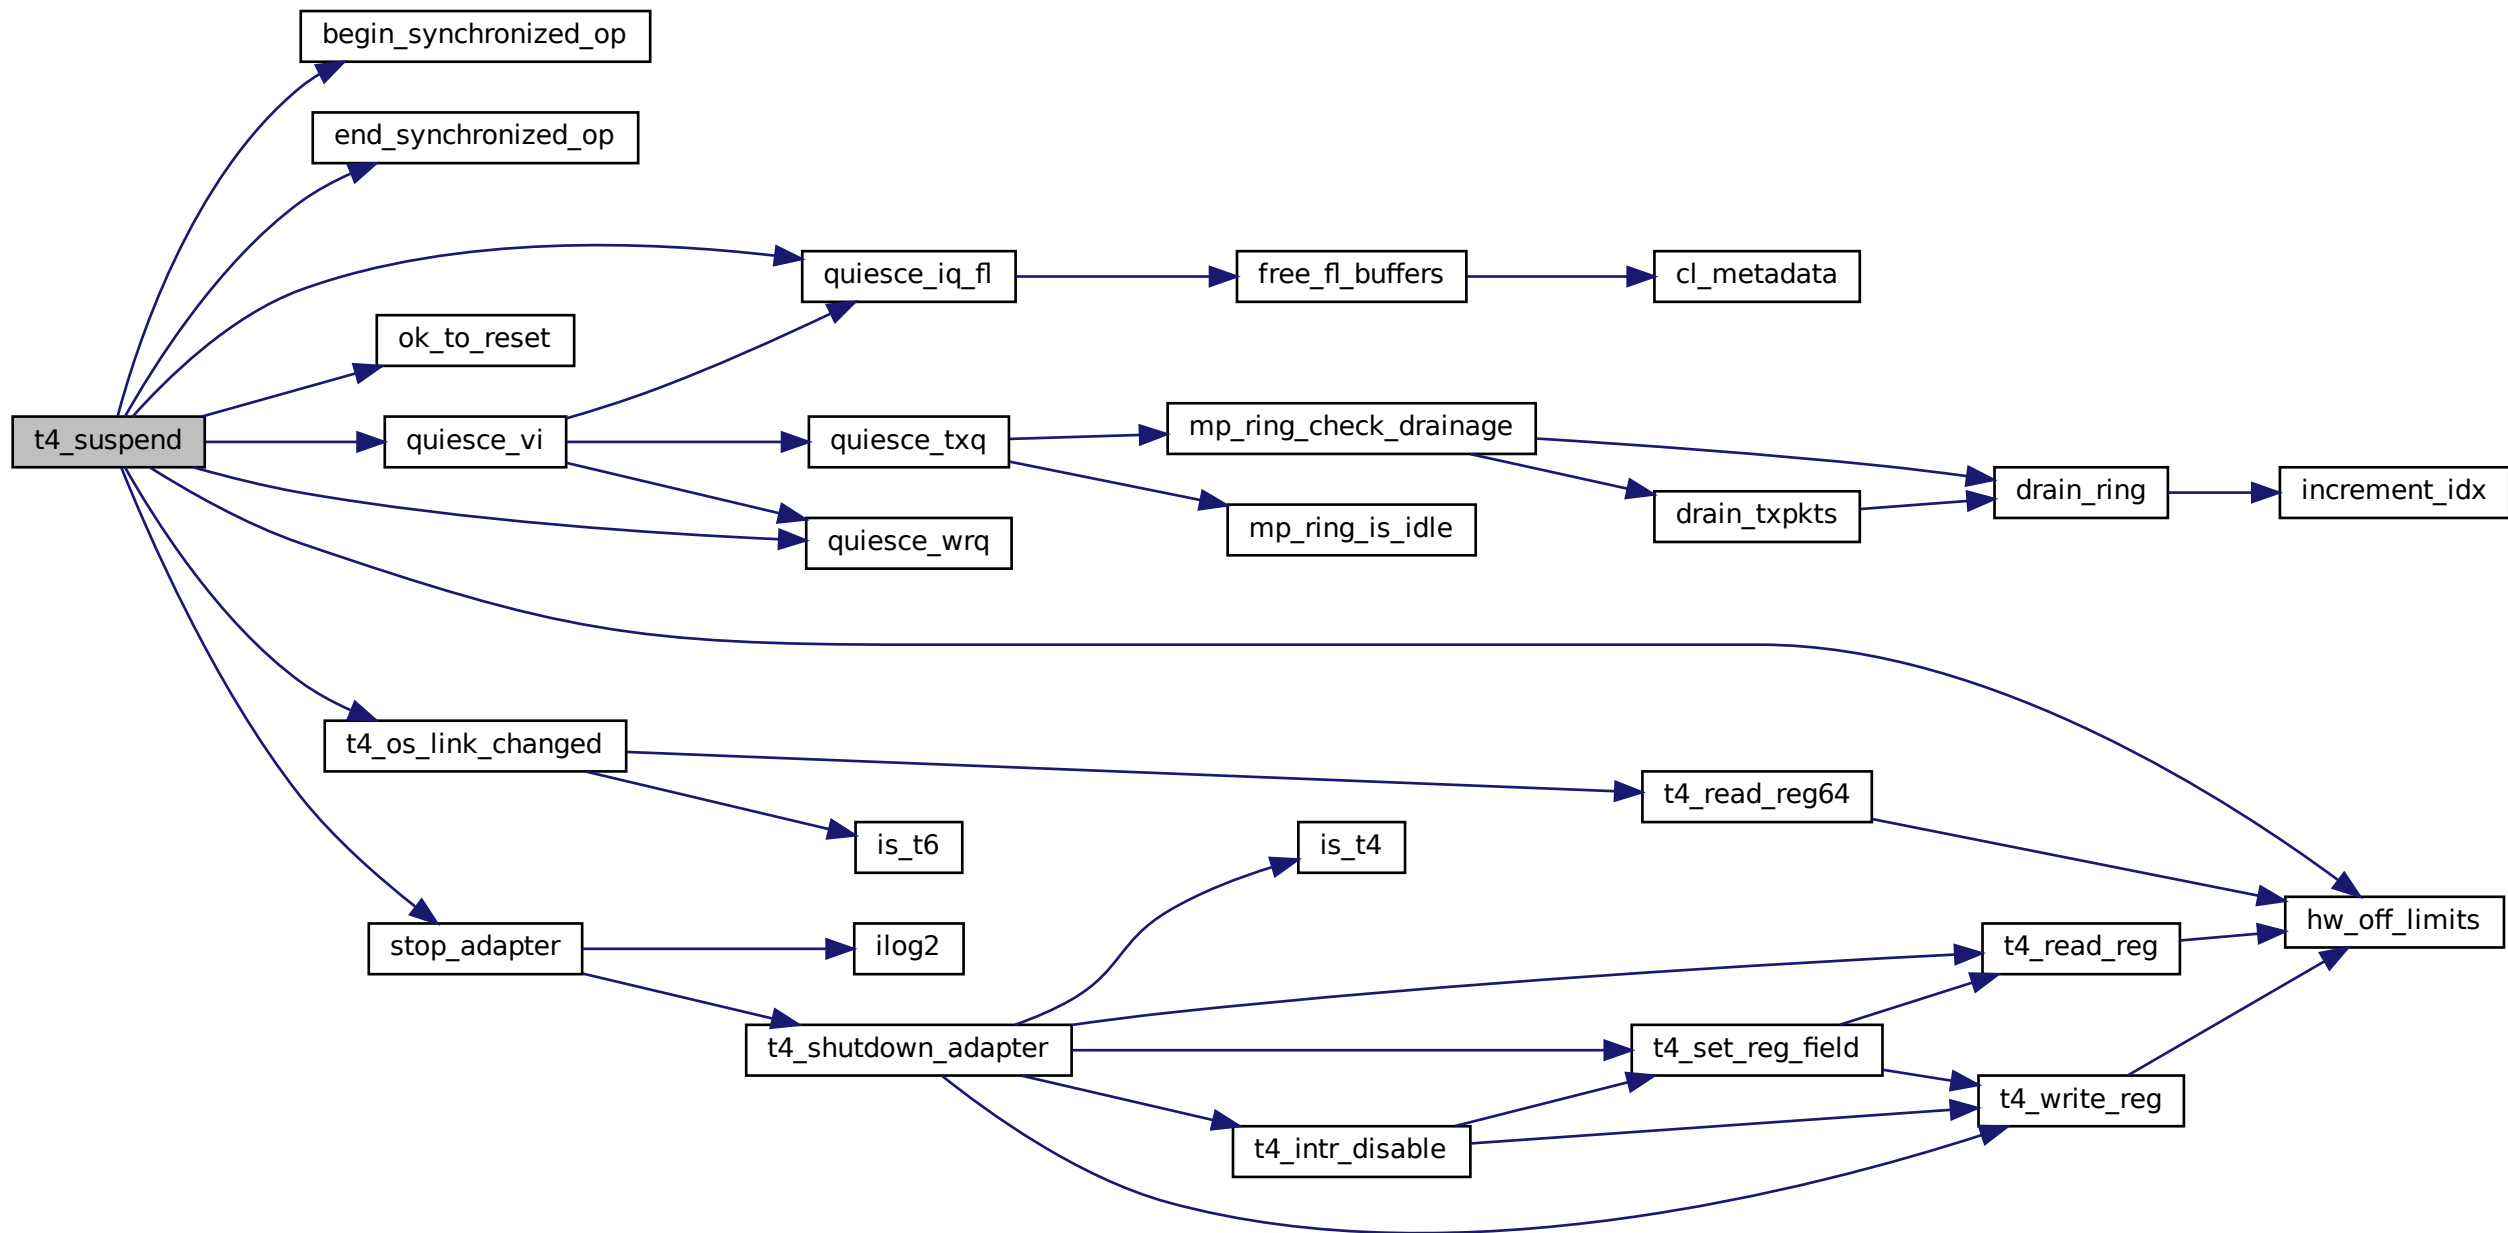 begin_synchronized_op
end_synchronized_op
quiesce_iq_fl
free_fl_buffers
cl_metadata
ok_to_reset
t4_suspend
quiesce_vi
quiesce_txq
mp_ring_check_drainage
drain_ring
increment_idx
drain_txpkts
mp_ring_is_idle
quiesce_wrq
t4_os_link_changed
t4_read_reg64
is_t6
is_t4
hw_off_limits
stop_adapter
ilog2
t4_read_reg
t4_shutdown_adapter
t4_set_reg_field
t4_write_reg
t4_intr_disable